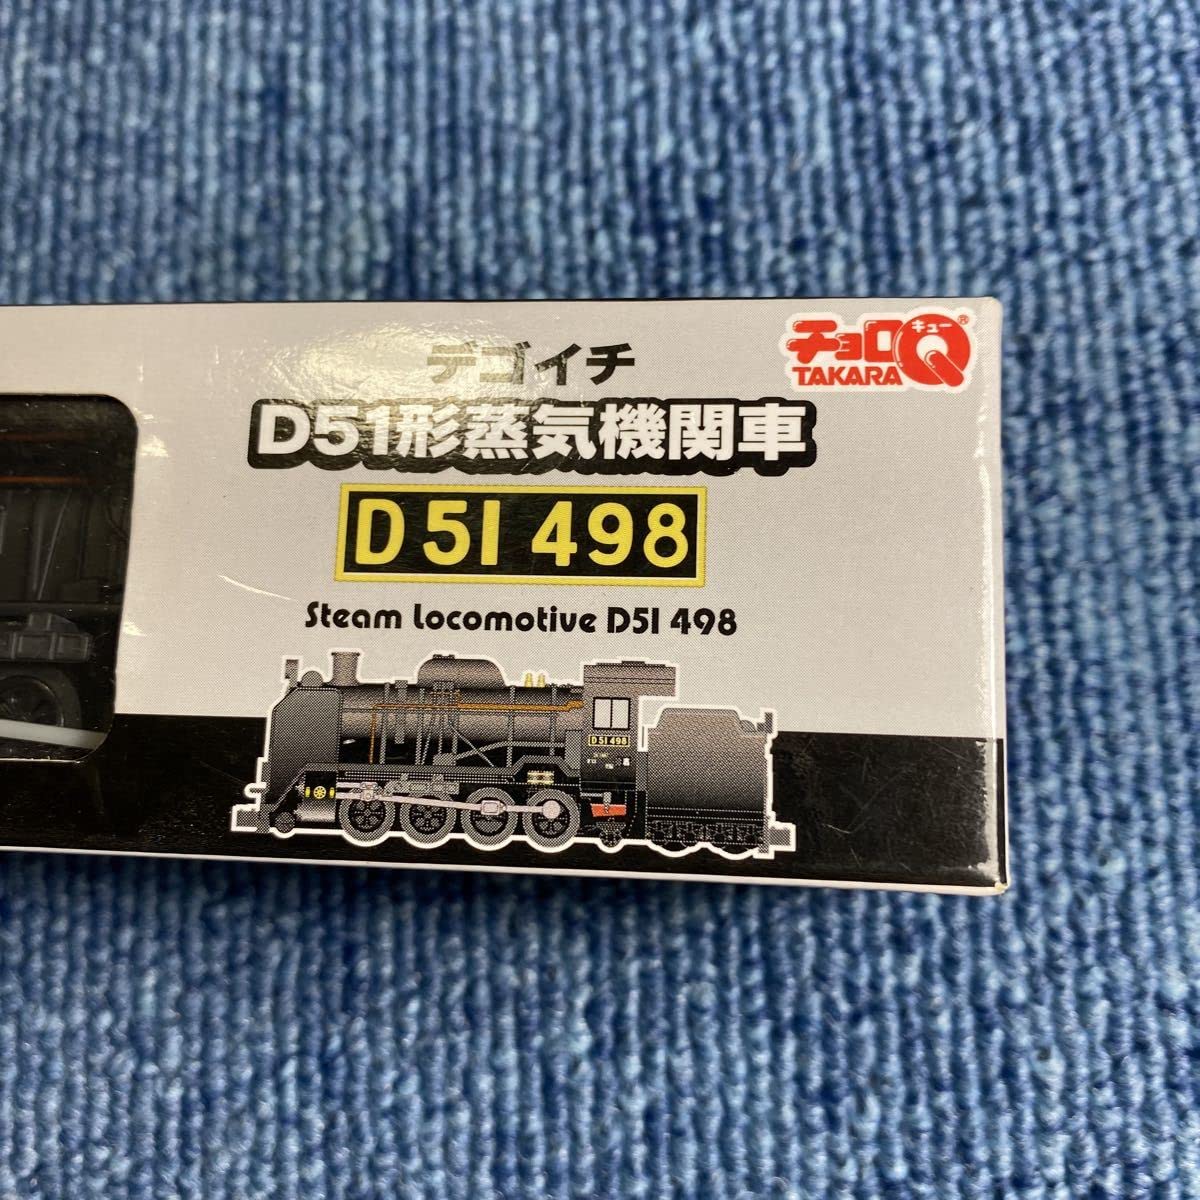 チョロQ
キュー
®
TAKARA
デゴイチ
D51形蒸気機関車
D51 498
Steam Locomotive D51 498
D51 498